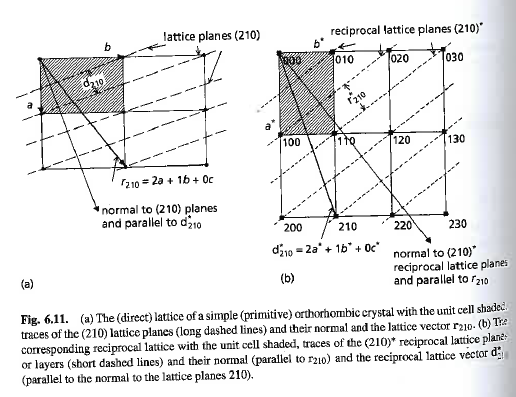 lattice planes (210)
b
a
d210
r210 = 2a + 1b + 0c
normal to (210) planes
and parallel to d*210
(a)
reciprocal lattice planes (210)*
b*
000 010 020 030
r*210
a*
100 110 120 130
200 210 220 230
d*210 = 2a* + 1b* + 0c*
normal to (210)*
reciprocal lattice planes
and parallel to r210
(b)
Fig. 6.11. (a) The (direct) lattice of a simple (primitive) orthorhombic crystal with the unit cell shaded,
traces of the (210) lattice planes (long dashed lines) and their normal and the lattice vector r210. (b) The
corresponding reciprocal lattice with the unit cell shaded, traces of the (210)* reciprocal lattice planes
or layers (short dashed lines) and their normal (parallel to r210) and the reciprocal lattice vector d*210
(parallel to the normal to the lattice planes 210).